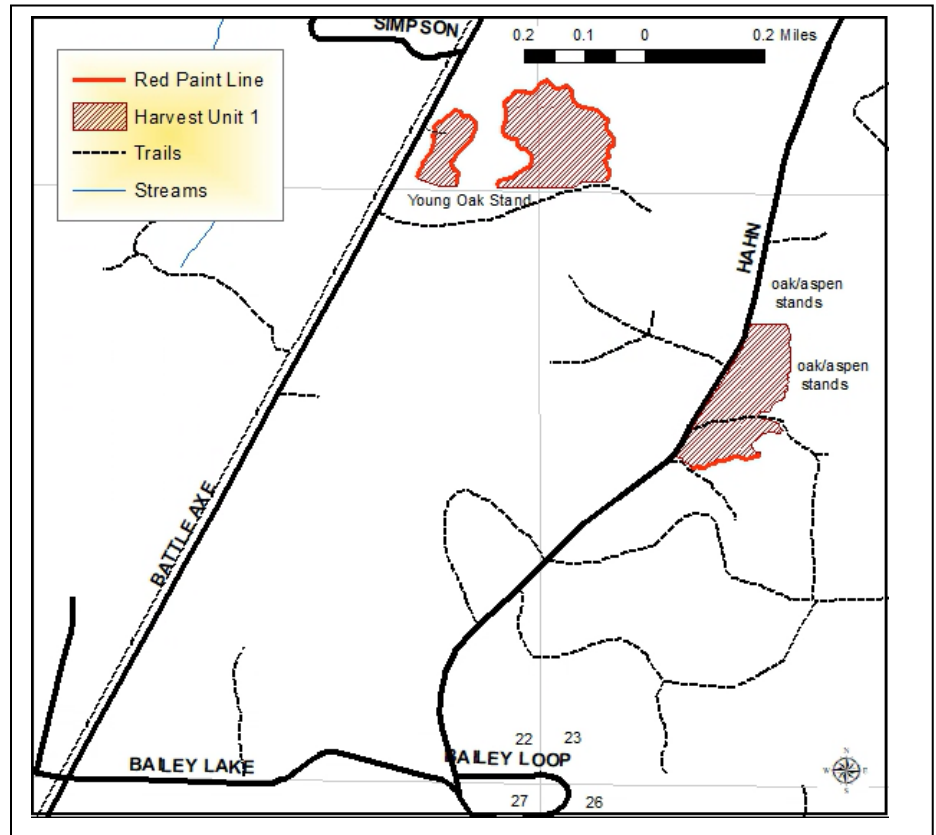 SIMPSON
0.2 0.1 0 0.2 Miles
Red Paint Line
Harvest Unit 1
Trails
Streams
Young Oak Stand
HAHN
oak/aspen
stands
oak/aspen
stands
BATTLE AXE
BAILEY LAKE
BAILEY LOOP
22 23
27 26
N
W E
S